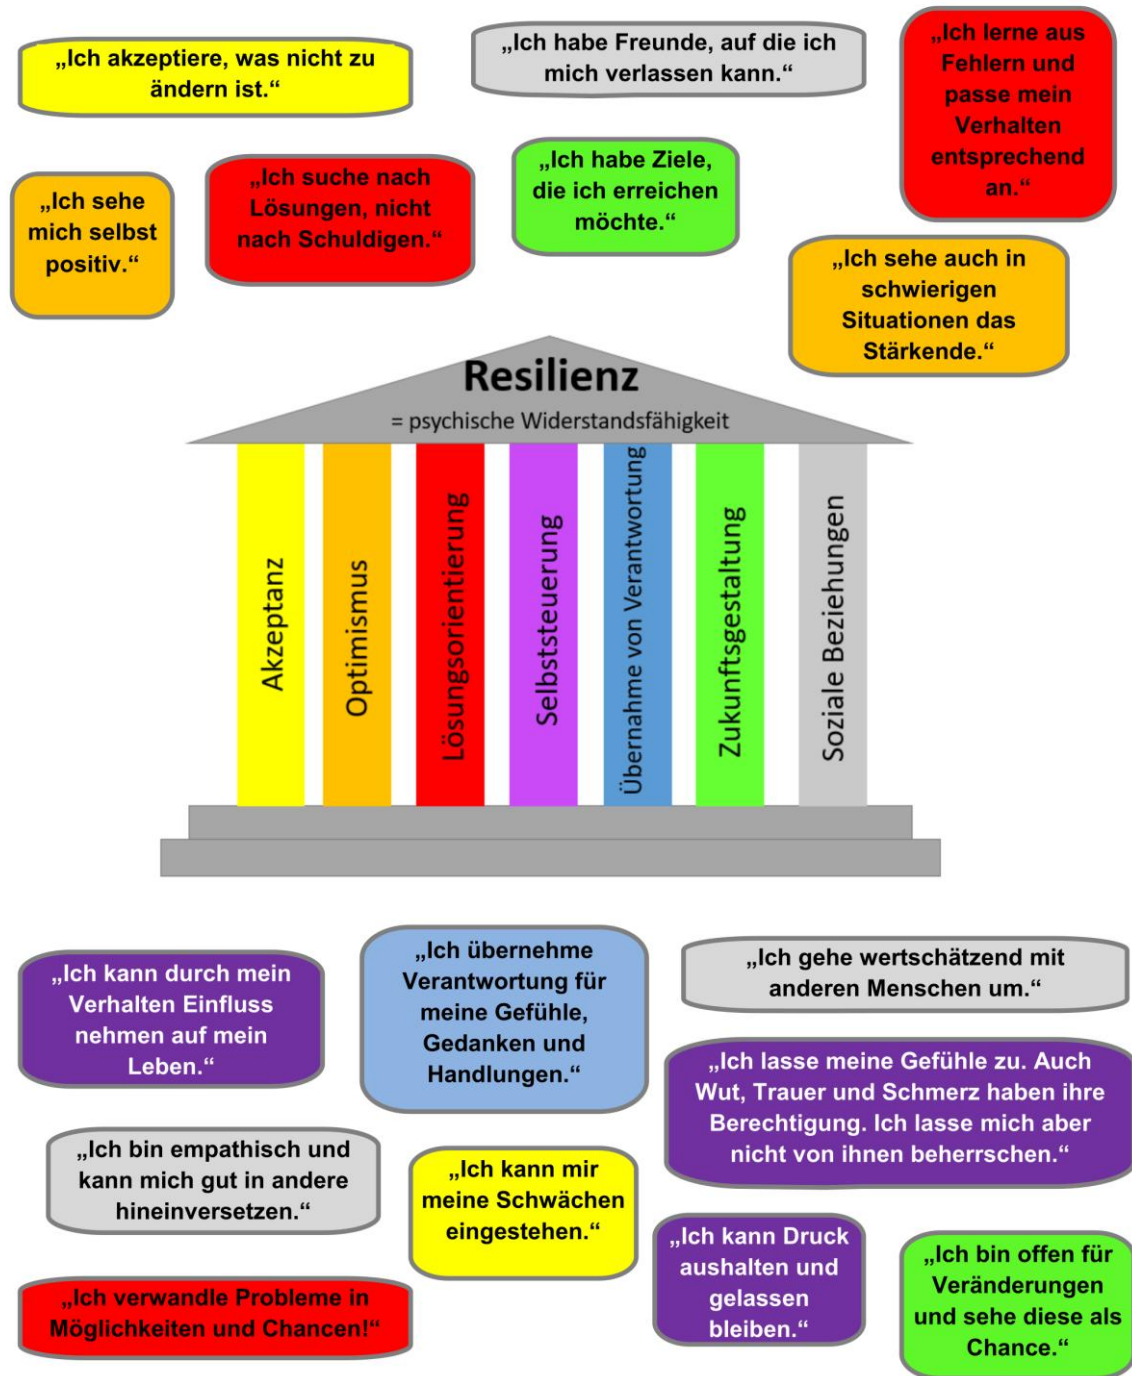 „Ich akzeptiere, was nicht zu
ändern ist.“
„Ich habe Freunde, auf die ich
mich verlassen kann.“
„Ich lerne aus
Fehlern und
passe mein
Verhalten
entsprechend
an.“
„Ich sehe
mich selbst
positiv.“
„Ich suche nach
Lösungen, nicht
nach Schuldigen.“
„Ich habe Ziele,
die ich erreichen
möchte.“
„Ich sehe auch in
schwierigen
Situationen das
Stärkende.“
Resilienz
= psychische Widerstandsfähigkeit
Akzeptanz
Optimismus
Lösungsorientierung
Selbststeuerung
Übernahme von Verantwortung
Zukunftsgestaltung
Soziale Beziehungen
„Ich kann durch mein
Verhalten Einfluss
nehmen auf mein
Leben.“
„Ich übernehme
Verantwortung für
meine Gefühle,
Gedanken und
Handlungen.“
„Ich gehe wertschätzend mit
anderen Menschen um.“
„Ich lasse meine Gefühle zu. Auch
Wut, Trauer und Schmerz haben ihre
Berechtigung. Ich lasse mich aber
nicht von ihnen beherrschen.“
„Ich bin empathisch und
kann mich gut in andere
hineinversetzen.“
„Ich kann mir
meine Schwächen
eingestehen.“
„Ich kann Druck
aushalten und
gelassen
bleiben.“
„Ich bin offen für
Veränderungen
und sehe diese als
Chance.“
„Ich verwandle Probleme in
Möglichkeiten und Chancen!“